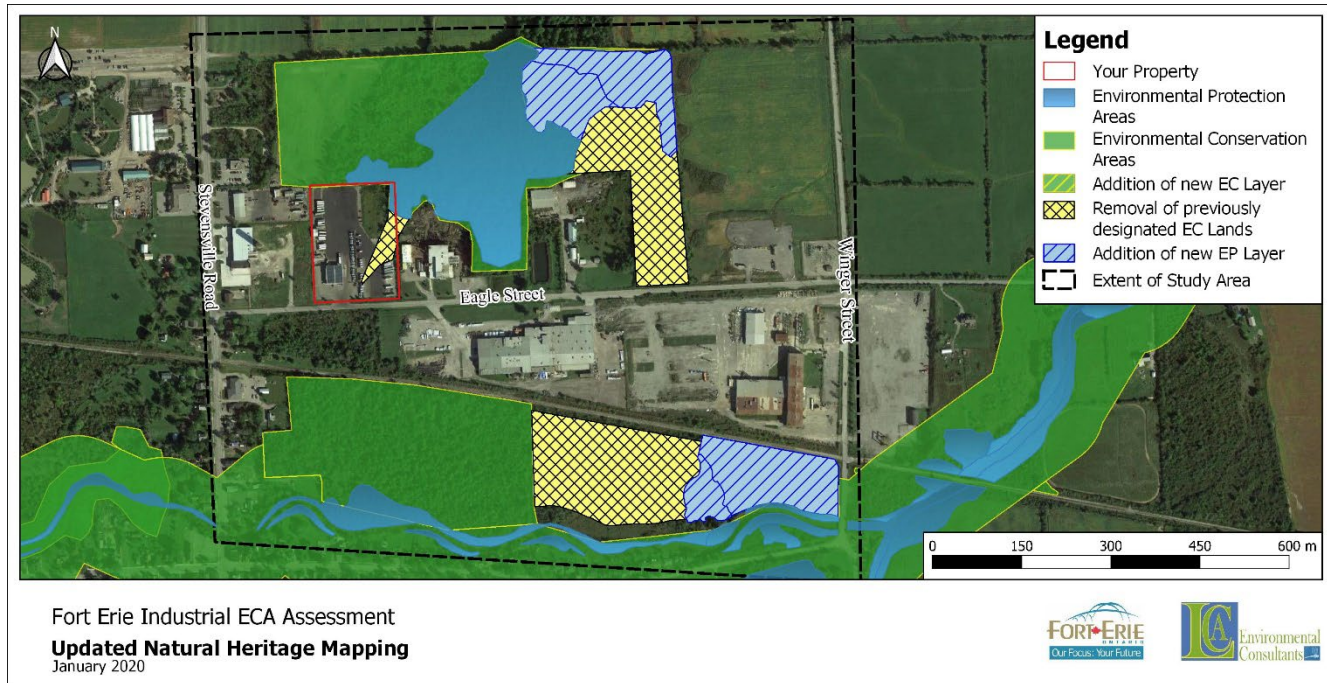 N
Stevensville Road
Eagle Street
Winger Street
Legend
Your Property
Environmental Protection
Areas
Environmental Conservation
Areas
Addition of new EC Layer
Removal of previously
designated EC Lands
Addition of new EP Layer
Extent of Study Area
0 150 300 450 600 m
Fort Erie Industrial ECA Assessment
Updated Natural Heritage Mapping
January 2020
FORT ERIE
ONTARIO
Our Focus: Your Future
LCA
Environmental
Consultants